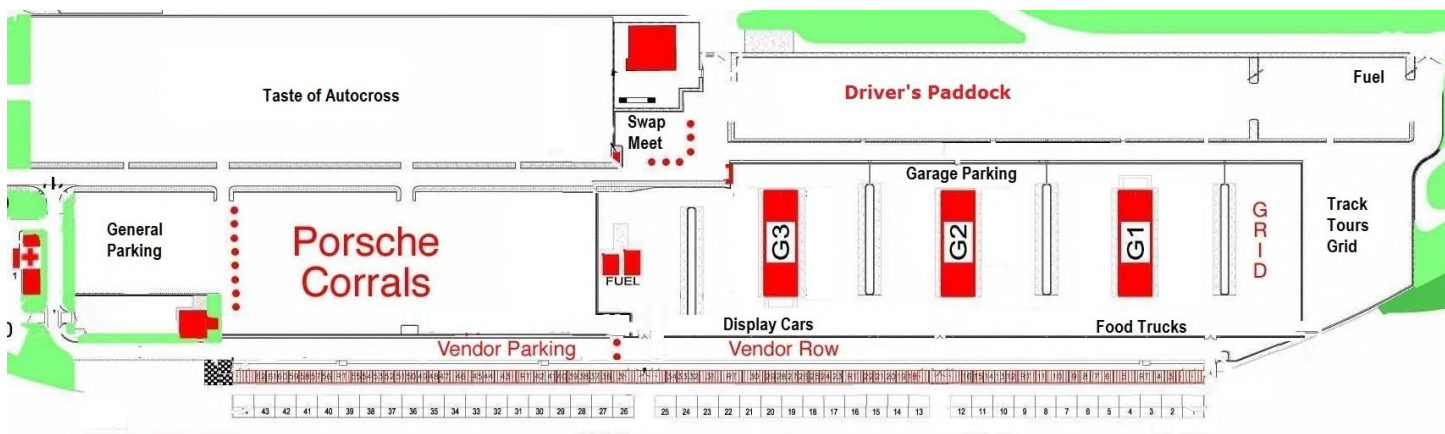 Taste of Autocross
Driver's Paddock
Fuel
Swap
Meet
Garage Parking
General
Parking
Porsche
Corrals
FUEL
G3
G2
G1
GRID
Track
Tours
Grid
1
Display Cars
Food Trucks
Vendor Parking
Vendor Row
43 42 41 40 39 38 37 36 35 34 33 32 31 30 29 28 27 26 25 24 23 22 21 20 19 18 17 16 15 14 13 12 11 10 9 8 7 6 5 4 3 2 1